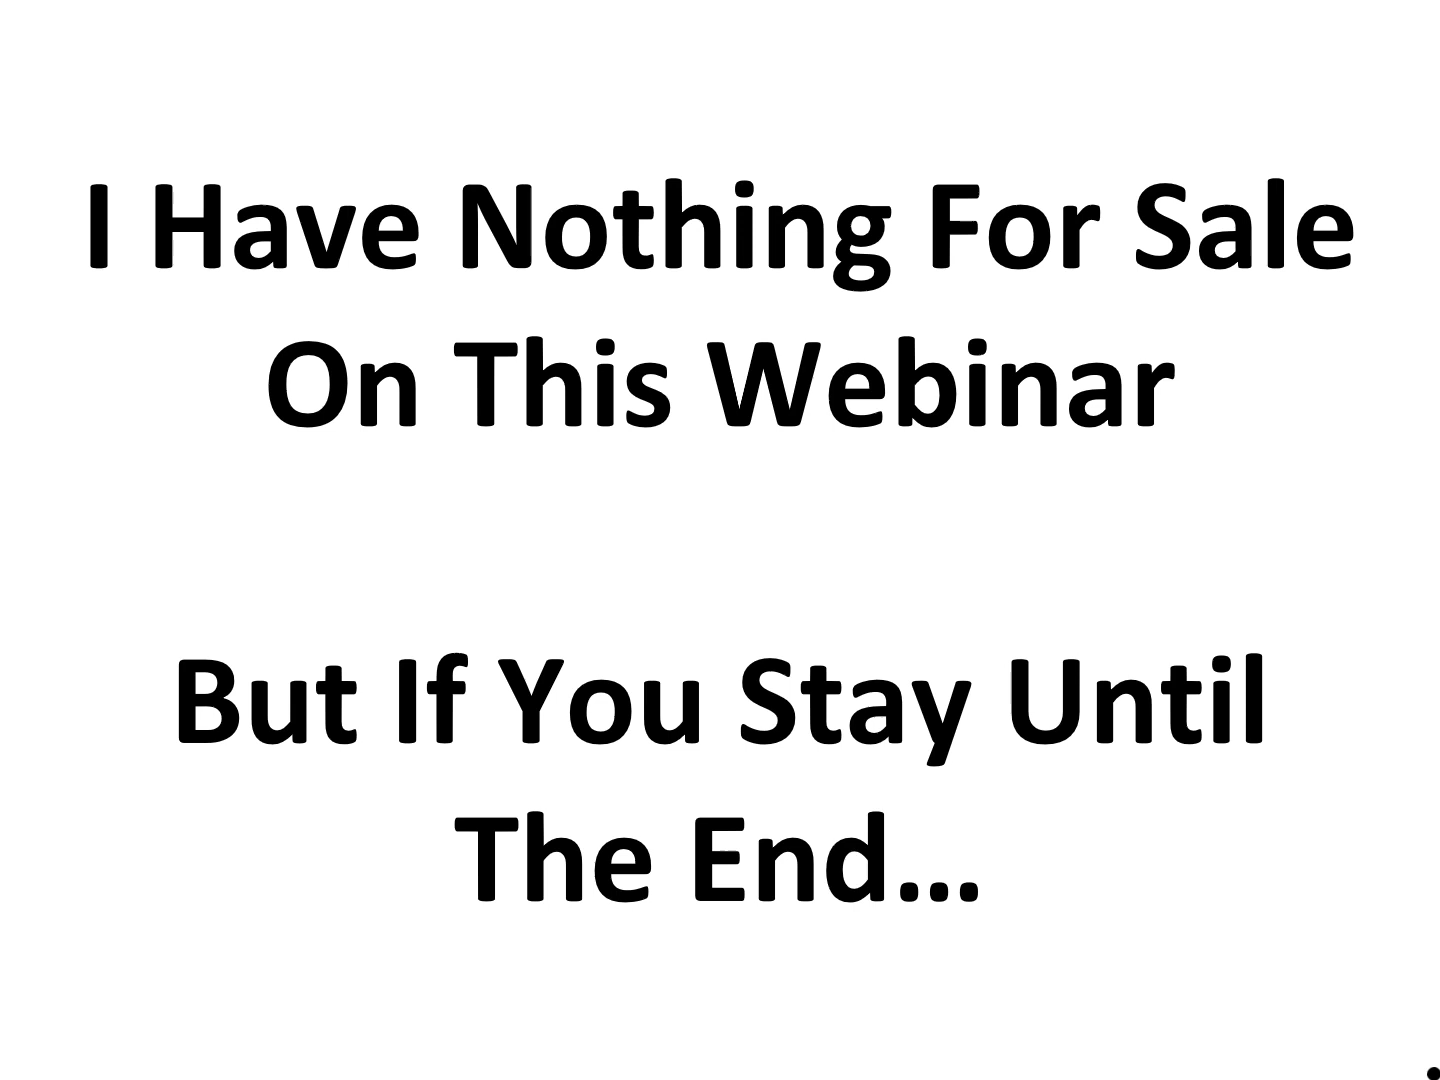 I Have Nothing For Sale
On This Webinar
But If You Stay Until
The End…